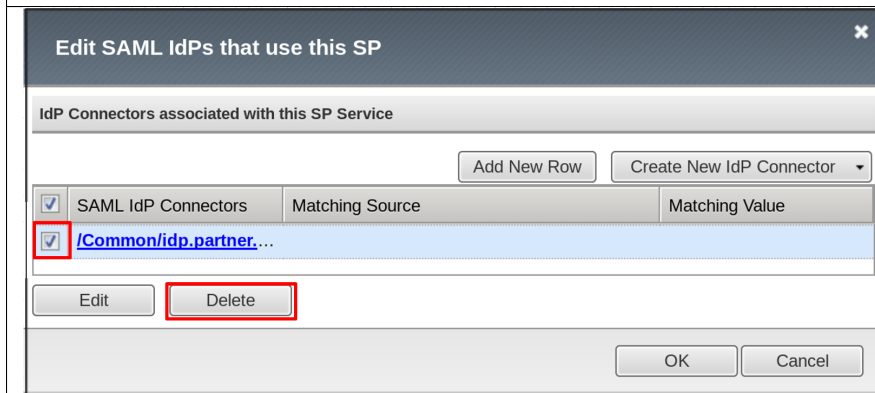 Edit SAML IdPs that use this SP
IdP Connectors associated with this SP Service
Add New Row Create New IdP Connector
SAML IdP Connectors Matching Source Matching Value
/Common/idp.partner.…
Edit Delete
OK Cancel